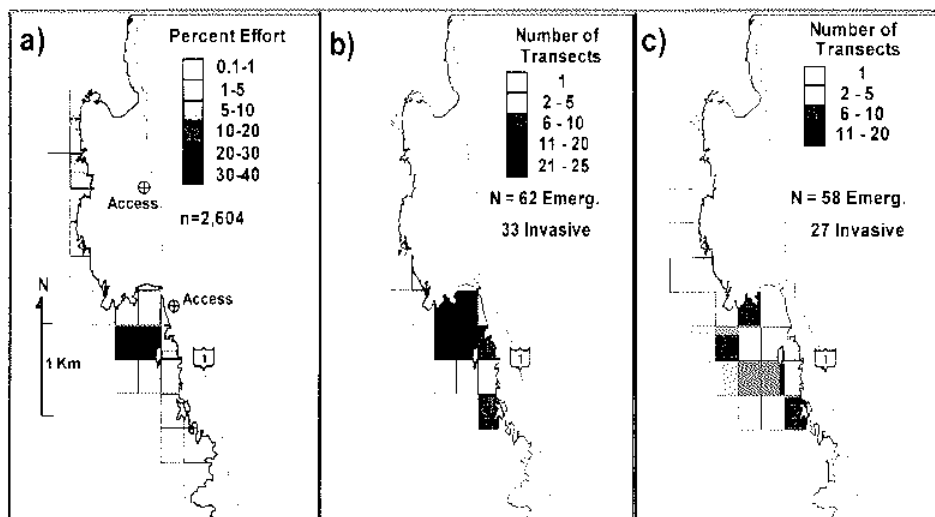 a)
Percent Effort
0.1-1
1-5
5-10
10-20
20-30
30-40
Access
n=2,604
N
Access
1 Km
1
b)
Number of
Transects
1
2 - 5
6 - 10
11 - 20
21 - 25
N = 62 Emerg.
33 Invasive
1
c)
Number of
Transects
1
2 - 5
6 - 10
11 - 20
N = 58 Emerg.
27 Invasive
1